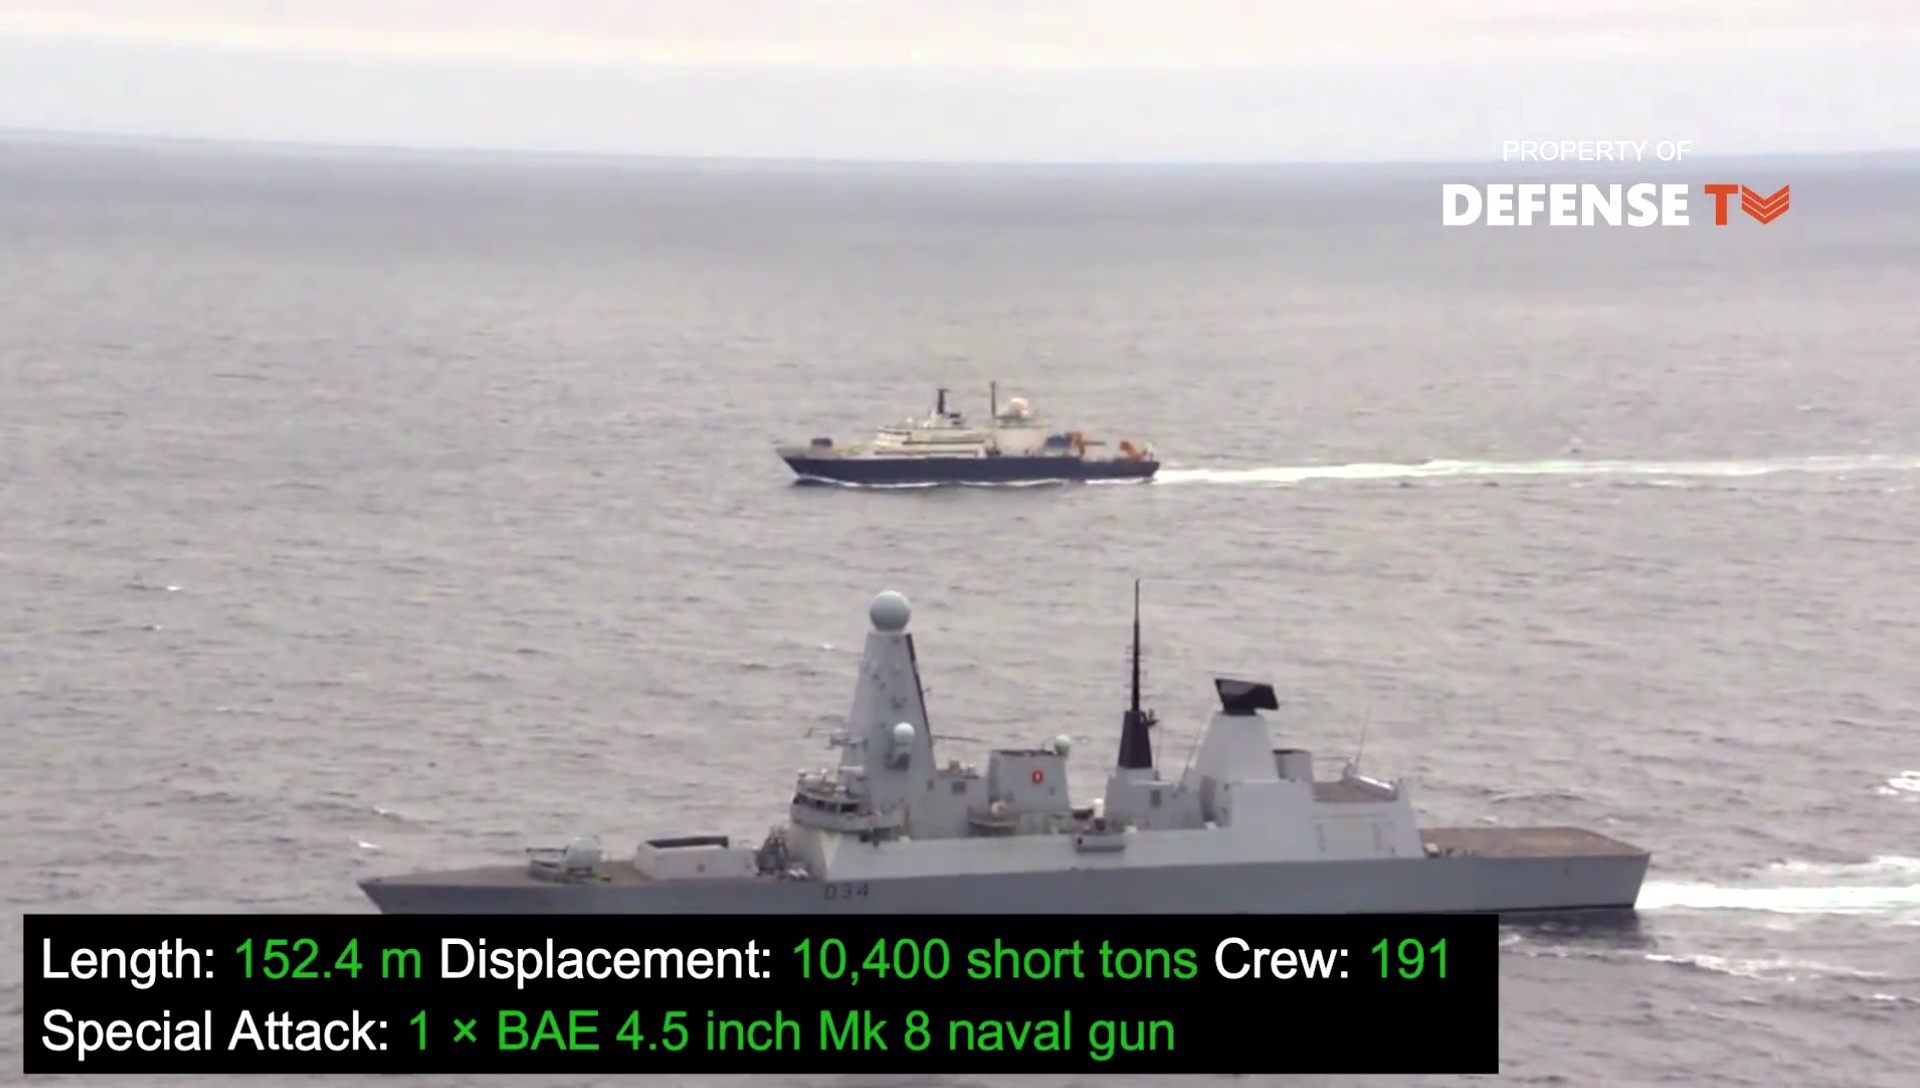 PROPERTY OF
DEFENSE TV
D34
Length: 152.4 m Displacement: 10,400 short tons Crew: 191
Special Attack: 1 × BAE 4.5 inch Mk 8 naval gun